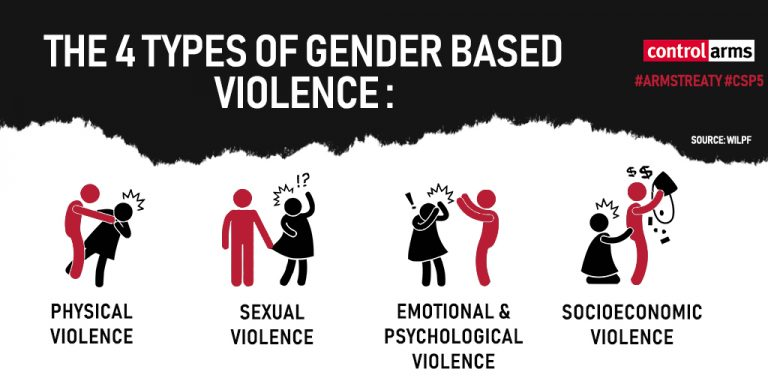 THE 4 TYPES OF GENDER BASED
VIOLENCE :
controlarms
#ARMSTREATY #CSP5
SOURCE: WILPF
!?
!
$$
PHYSICAL
VIOLENCE
SEXUAL
VIOLENCE
EMOTIONAL &
PSYCHOLOGICAL
VIOLENCE
SOCIOECONOMIC
VIOLENCE